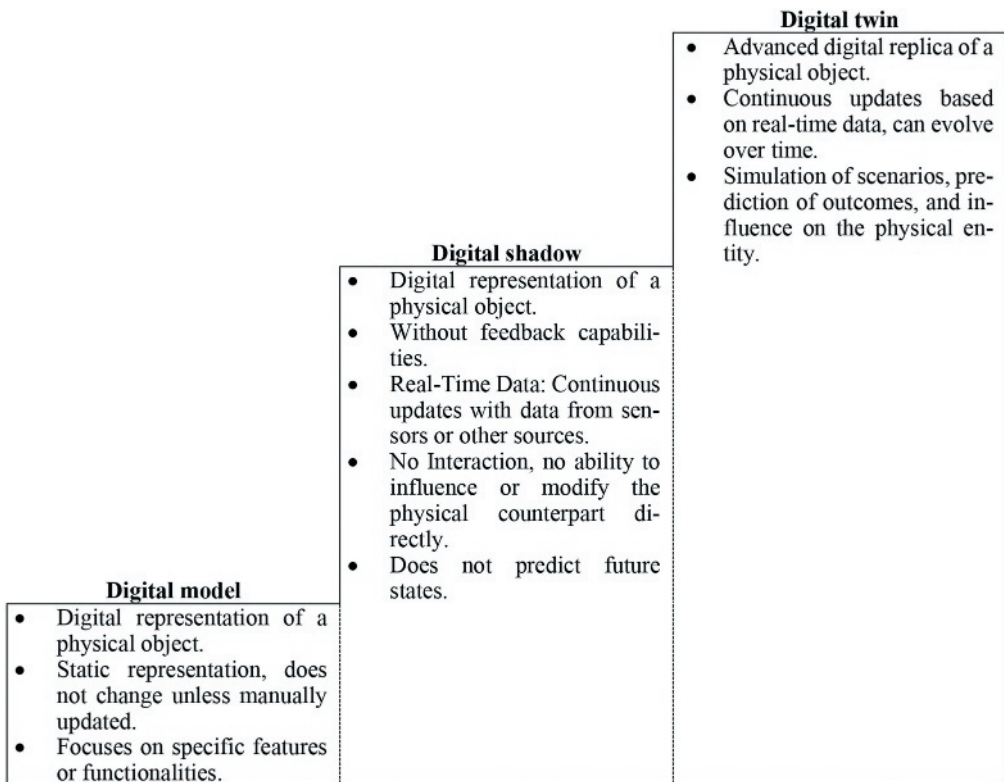 Digital twin
• Advanced digital replica of a
physical object.
• Continuous updates based
on real-time data, can evolve
over time.
• Simulation of scenarios, pre-
diction of outcomes, and in-
fluence on the physical en-
tity.
Digital shadow
• Digital representation of a
physical object.
• Without feedback capabili-
ties.
• Real-Time Data: Continuous
updates with data from sen-
sors or other sources.
• No Interaction, no ability to
influence or modify the
physical counterpart di-
rectly.
• Does not predict future
states.
Digital model
• Digital representation of a
physical object.
• Static representation, does
not change unless manually
updated.
• Focuses on specific features
or functionalities.